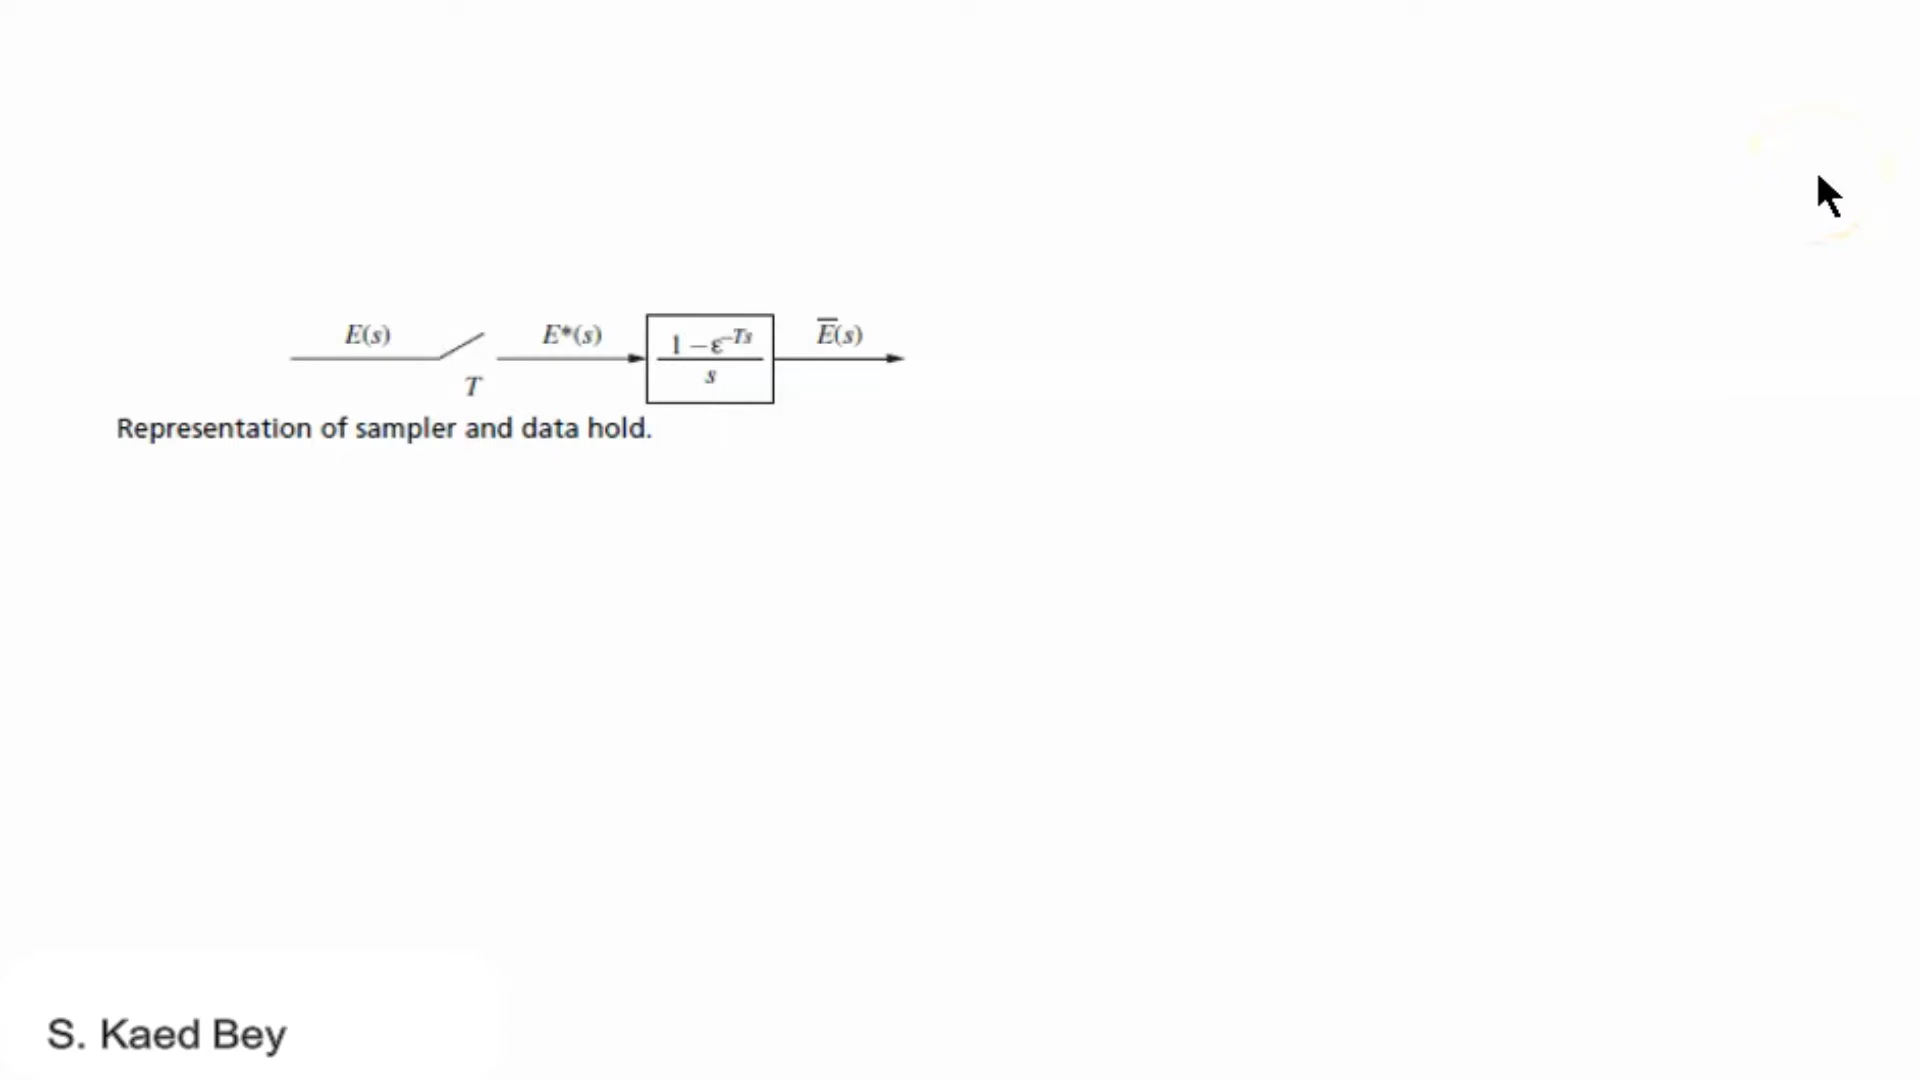 E(s) E*(s) 1 − ε^−Ts E̅(s)
T s
Representation of sampler and data hold.
S. Kaed Bey